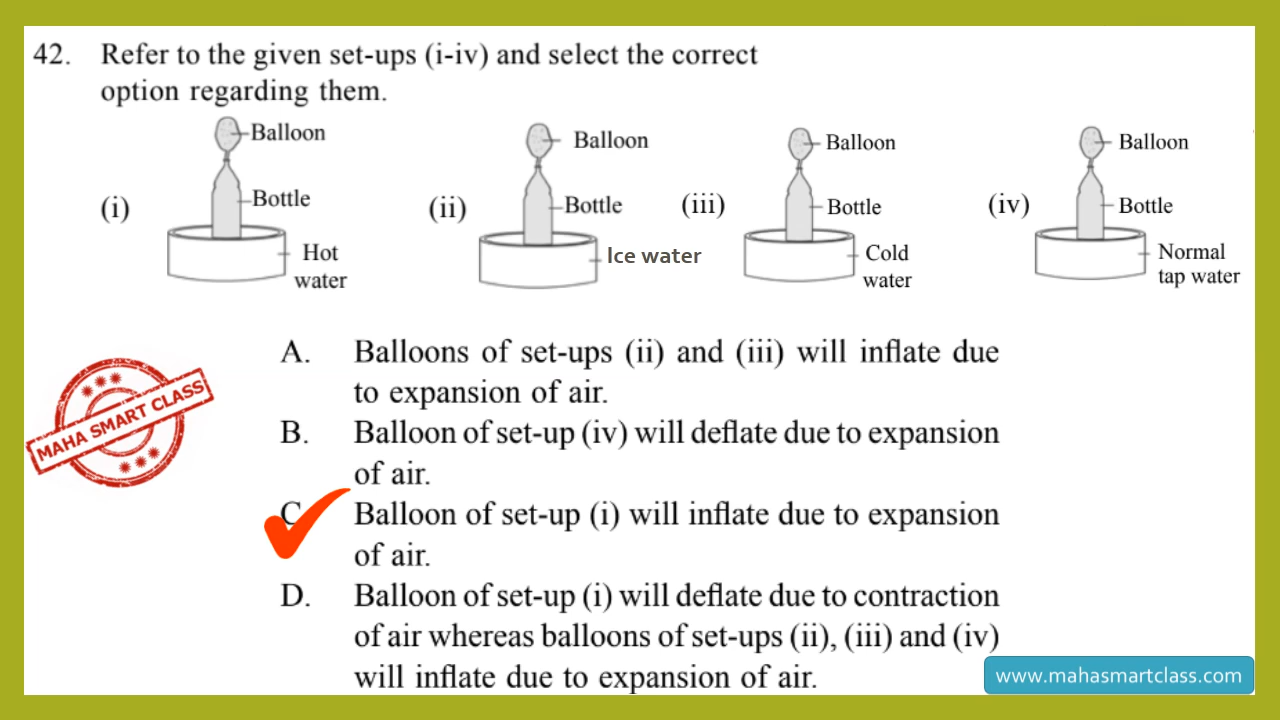 42. Refer to the given set-ups (i-iv) and select the correct
option regarding them.
(i) Balloon
Bottle
Hot
water
(ii) Balloon
Bottle
Ice water
(iii) Balloon
Bottle
Cold
water
(iv) Balloon
Bottle
Normal
tap water
A. Balloons of set-ups (ii) and (iii) will inflate due
to expansion of air.
B. Balloon of set-up (iv) will deflate due to expansion
of air.
C. Balloon of set-up (i) will inflate due to expansion
of air.
D. Balloon of set-up (i) will deflate due to contraction
of air whereas balloons of set-ups (ii), (iii) and (iv)
will inflate due to expansion of air.
MAHA SMART CLASS
www.mahasmartclass.com